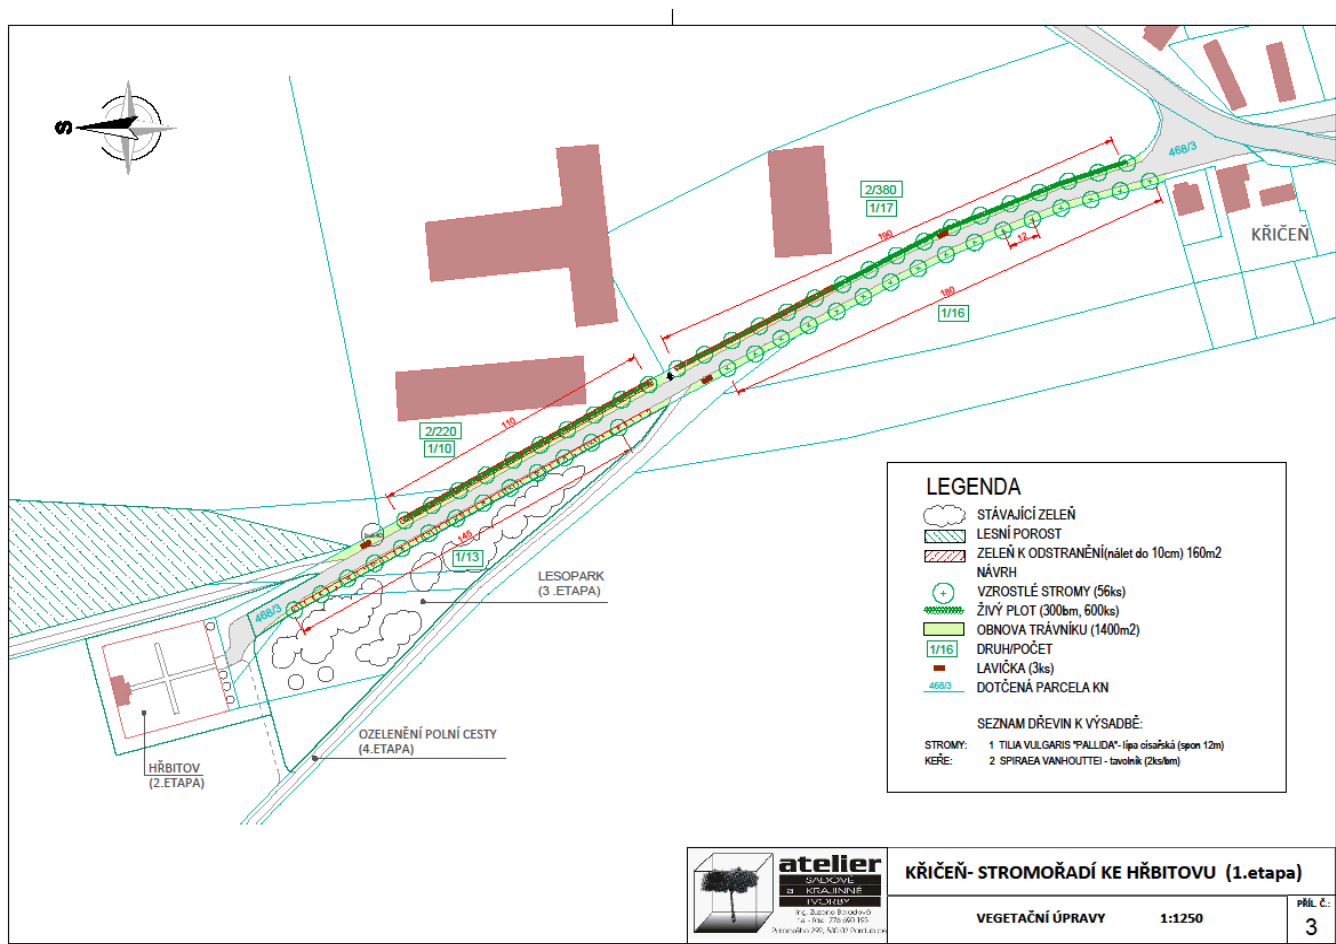 S
468/3
2/380
1/17
190
12
KŘIČEŇ
180
1/16
110
2/220
1/10
145
1/13
LESOPARK
(3 .ETAPA)
468/3
OZELENĚNÍ POLNÍ CESTY
(4.ETAPA)
HŘBITOV
(2.ETAPA)
LEGENDA
STÁVAJÍCÍ ZELEŇ
LESNÍ POROST
ZELEŇ K ODSTRANĚNÍ(nálet do 10cm) 160m2
NÁVRH
VZROSTLÉ STROMY (56ks)
ŽIVÝ PLOT (300bm, 600ks)
OBNOVA TRÁVNÍKU (1400m2)
1/16 DRUH/POČET
LAVIČKA (3ks)
468/3 DOTČENÁ PARCELA KN
SEZNAM DŘEVIN K VÝSADBĚ:
STROMY: 1 TILIA VULGARIS "PALLIDA"- lípa císařská (spon 12m)
KEŘE: 2 SPIRAEA VANHOUTTEI - tavolník (2ks/bm)
atelier
SADOVÉ
a KRAJINNÉ
TVORBY
KŘIČEŇ- STROMOŘADÍ KE HŘBITOVU (1.etapa)
VEGETAČNÍ ÚPRAVY 1:1250
PŘÍL. Č.:
3